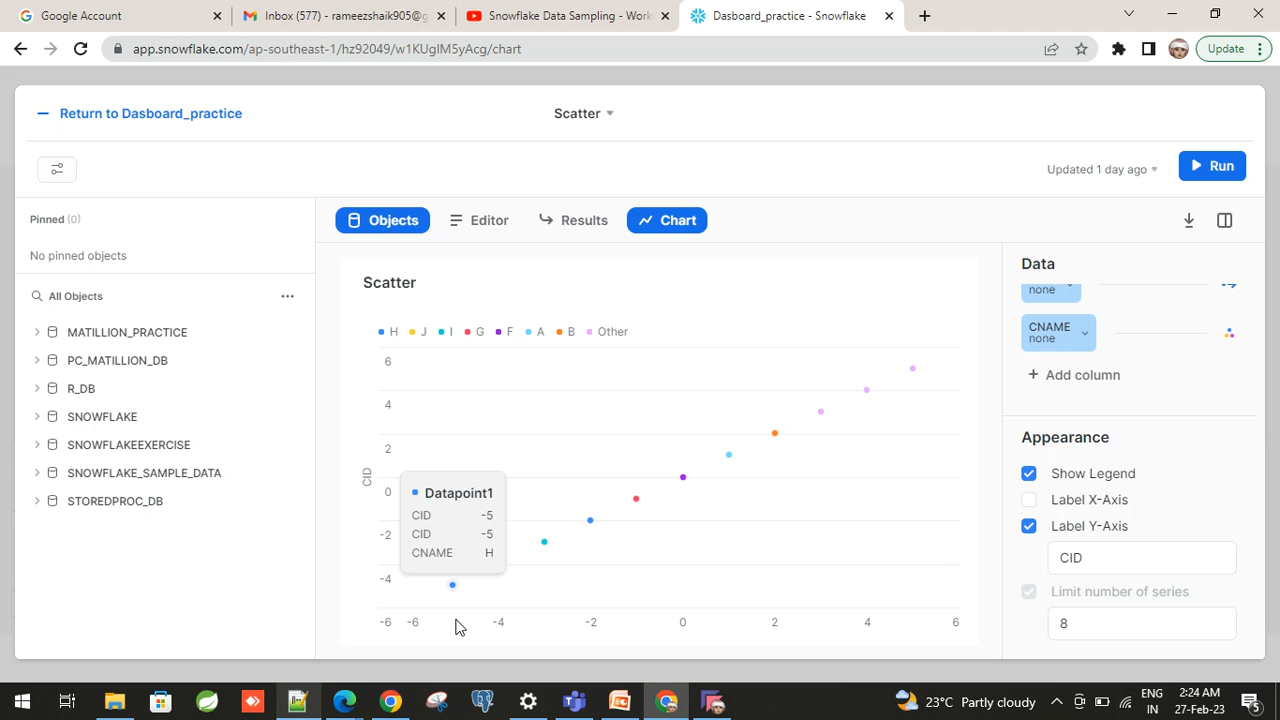 Google Account
Inbox (577) - rameezshaik905@g
Snowflake Data Sampling - Work
Dasboard_practice - Snowflake
app.snowflake.com/ap-southeast-1/hz92049/w1KUgIM5yAcg/chart
Update
Return to Dasboard_practice
Scatter
Updated 1 day ago
Run
Pinned (0)
No pinned objects
All Objects
MATILLION_PRACTICE
PC_MATILLION_DB
R_DB
SNOWFLAKE
SNOWFLAKEEXERCISE
SNOWFLAKE_SAMPLE_DATA
STOREDPROC_DB
Objects
Editor
Results
Chart
Scatter
H J I G F A B Other
6
4
2
0
-2
-4
-6
CID
Datapoint1
CID -5
CID -5
CNAME H
-6 -4 -2 0 2 4 6
Data
none
CNAME
none
+ Add column
Appearance
Show Legend
Label X-Axis
Label Y-Axis
CID
Limit number of series
8
23°C Partly cloudy
ENG
IN
2:24 AM
27-Feb-23
5